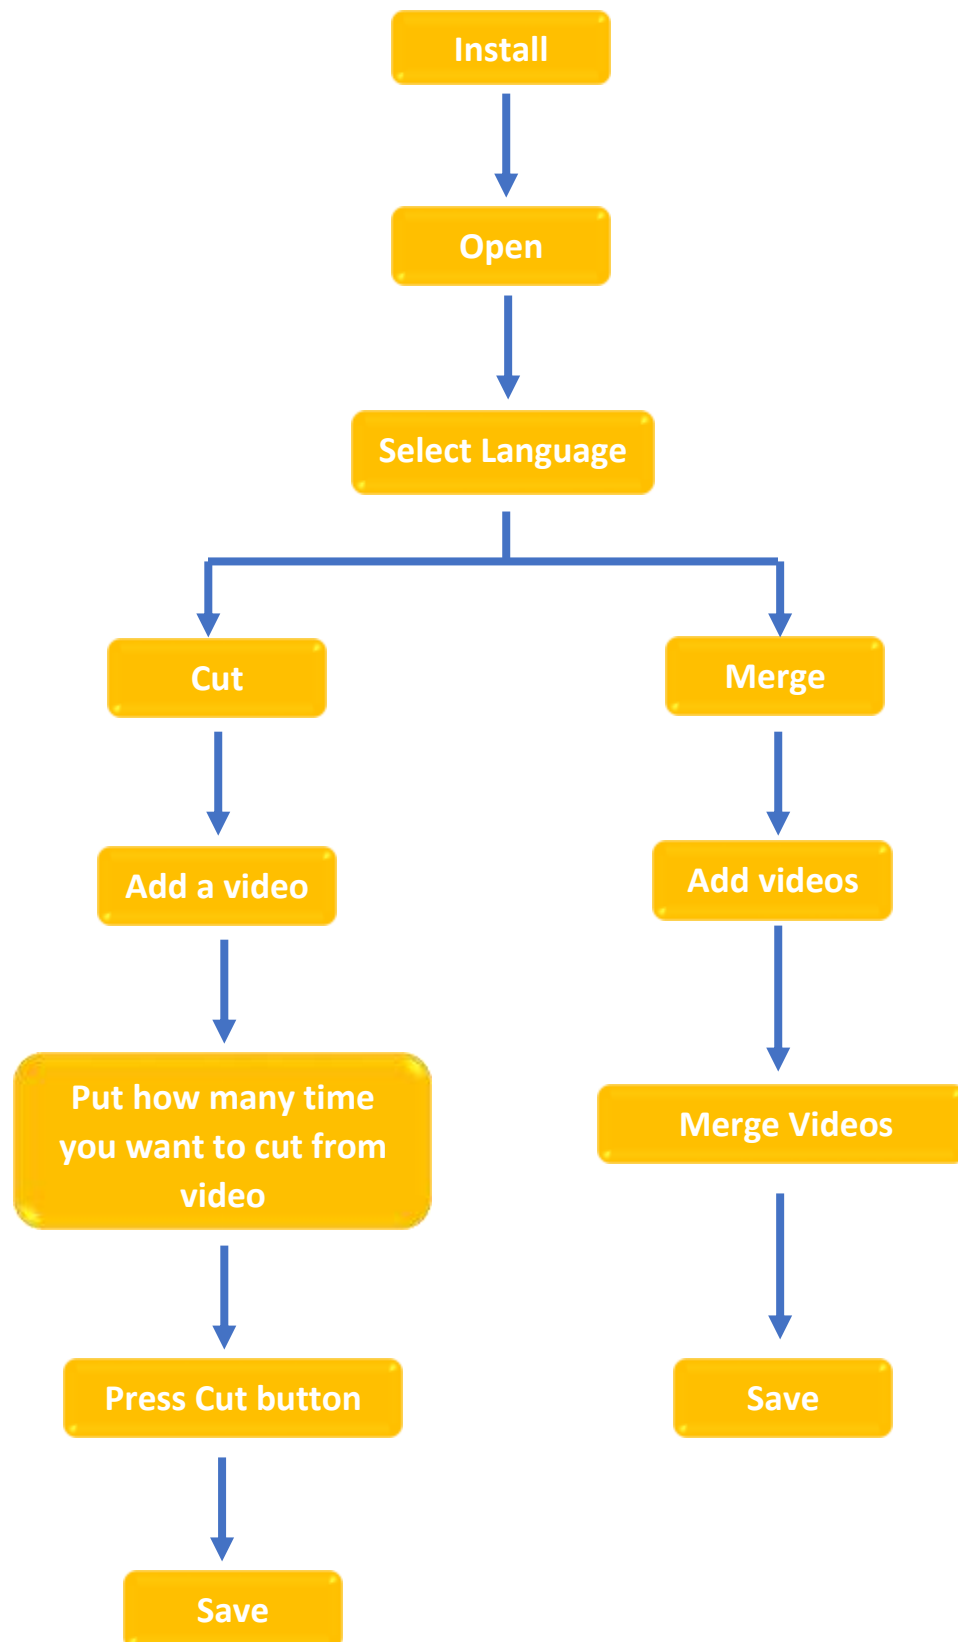 Install
Open
Select Language
Cut
Merge
Add a video
Add videos
Put how many time
you want to cut from
video
Merge Videos
Press Cut button
Save
Save